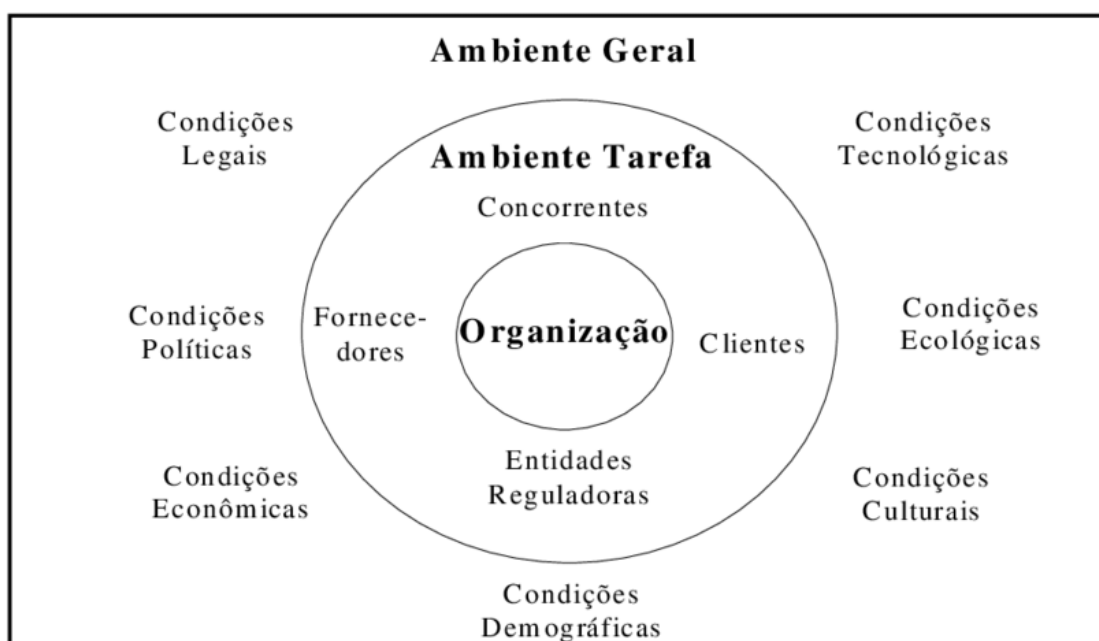 Ambiente Geral
Condições
Legais
Condições
Tecnológicas
Ambiente Tarefa
Concorrentes
Condições
Políticas
Fornece-
dores
Organização
Clientes
Condições
Ecológicas
Condições
Econômicas
Entidades
Reguladoras
Condições
Culturais
Condições
Demográficas